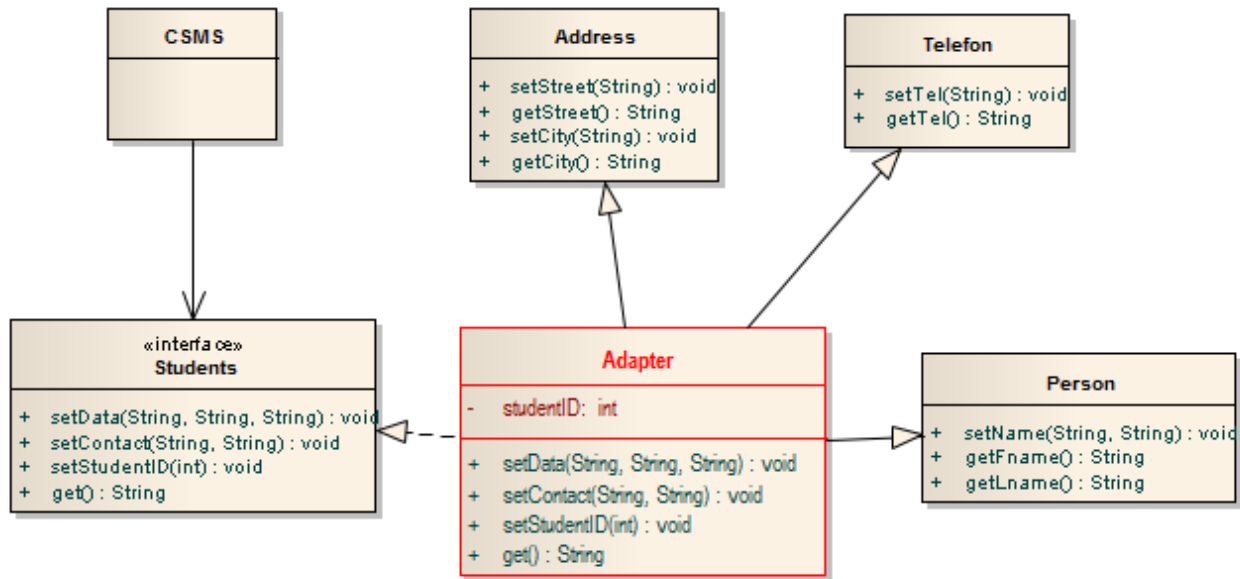 CSMS
Address
+ setStreet(String) : void
+ getStreet() : String
+ setCity(String) : void
+ getCity() : String
Telefon
+ setTel(String) : void
+ getTel() : String
«interface»
Students
+ setData(String, String, String) : void
+ setContact(String, String) : void
+ setStudentID(int) : void
+ get() : String
Adapter
- studentID: int
+ setData(String, String, String) : void
+ setContact(String, String) : void
+ setStudentID(int) : void
+ get() : String
Person
+ setName(String, String) : void
+ getFname() : String
+ getLname() : String